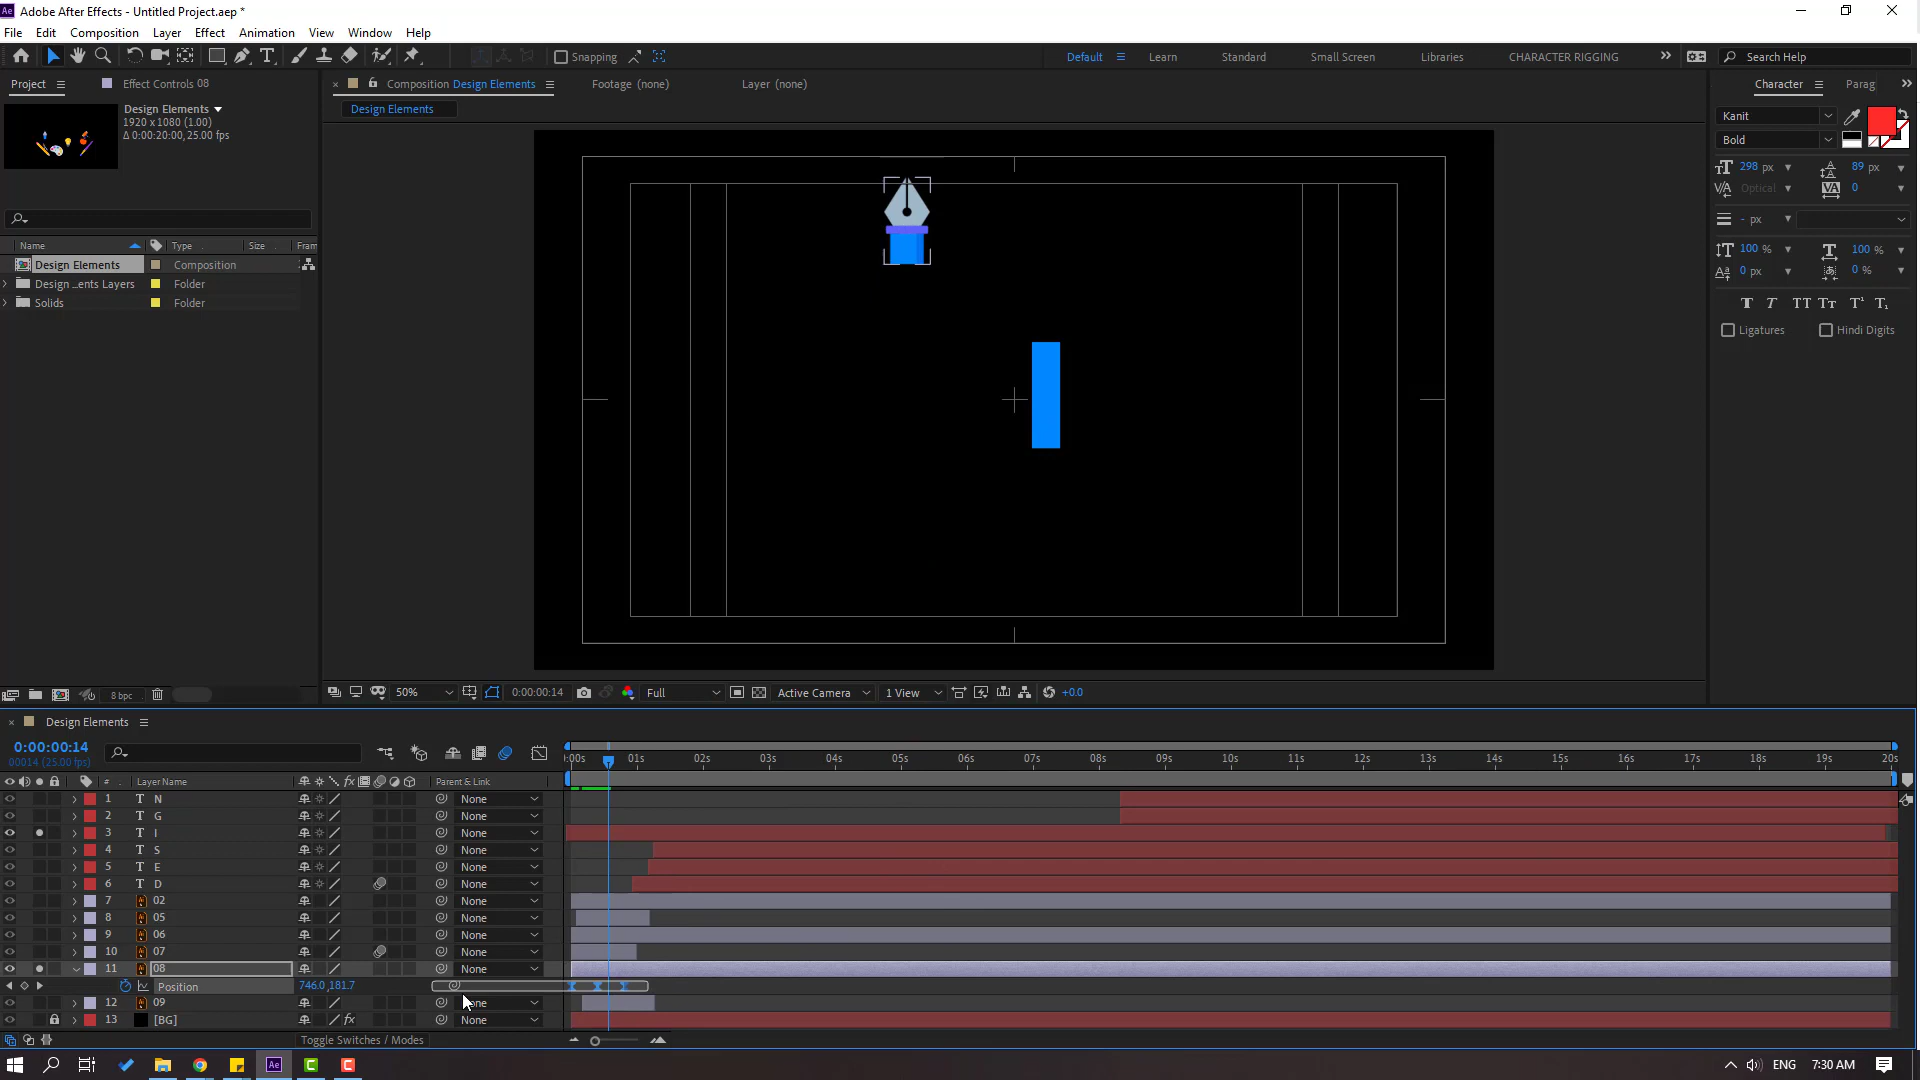 Ae Adobe After Effects - Untitled Project.aep *
File Edit Composition Layer Effect Animation View Window Help
Snapping Default Learn Standard Small Screen Libraries CHARACTER RIGGING Search Help
Project Effect Controls 08 Composition Design Elements Footage (none) Layer (none) Character Parag
Design Elements
1920 x 1080 (1.00)
Δ 0:00:20:00, 25.00 fps
Design Elements
Kanit
Bold
298 px 89 px
Optical 0
- px
100 % 100 %
0 px 0 %
T T TT Tт T¹ T₁
Ligatures Hindi Digits
Name Type Size Fram
Design Elements Composition
Design ...ents Layers Folder
Solids Folder
8 bpc 50% 0:00:00:14 Full Active Camera 1 View +0.0
Design Elements
0:00:00:14
00014 (25.00 fps)
:00s 01s 02s 03s 04s 05s 06s 07s 08s 09s 10s 11s 12s 13s 14s 15s 16s 17s 18s 19s 20s
# Layer Name fx Parent & Link
1 T N None
2 T G None
3 T I None
4 T S None
5 T E None
6 T D None
7 02 None
8 05 None
9 06 None
10 07 None
11 08 None
Position 746.0,181.7
12 09 None
13 [BG] fx None
Toggle Switches / Modes
Ae C C ENG 7:30 AM